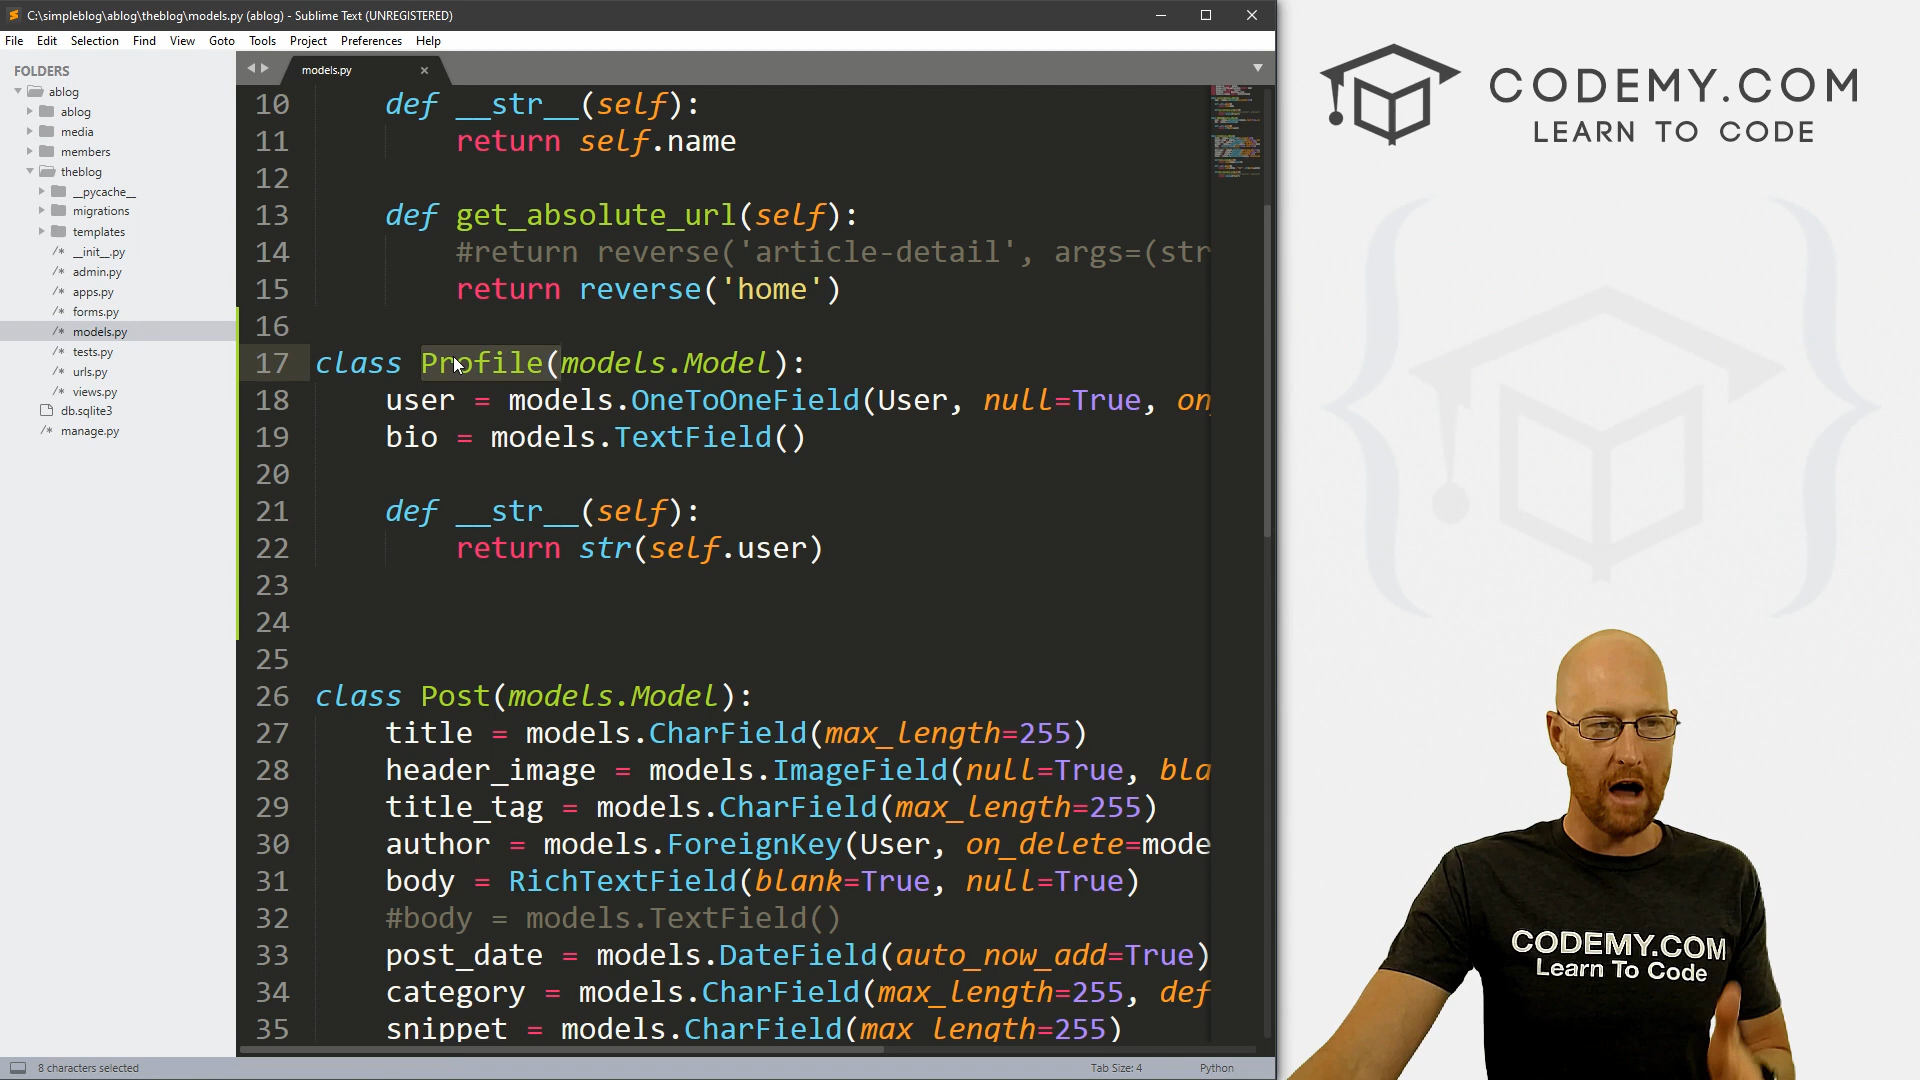 C:\simpleblog\ablog\theblog\models.py (ablog) - Sublime Text (UNREGISTERED)
File Edit Selection Find View Goto Tools Project Preferences Help
FOLDERS
ablog
ablog
media
members
theblog
__pycache__
migrations
templates
__init__.py
admin.py
apps.py
forms.py
models.py
tests.py
urls.py
views.py
db.sqlite3
manage.py
models.py
10 def __str__(self):
11 return self.name
12
13 def get_absolute_url(self):
14 #return reverse('article-detail', args=(str
15 return reverse('home')
16
17 class Profile(models.Model):
18 user = models.OneToOneField(User, null=True, on
19 bio = models.TextField()
20
21 def __str__(self):
22 return str(self.user)
23
24
25
26 class Post(models.Model):
27 title = models.CharField(max_length=255)
28 header_image = models.ImageField(null=True, bla
29 title_tag = models.CharField(max_length=255)
30 author = models.ForeignKey(User, on_delete=mode
31 body = RichTextField(blank=True, null=True)
32 #body = models.TextField()
33 post_date = models.DateField(auto_now_add=True)
34 category = models.CharField(max_length=255, def
35 snippet = models.CharField(max_length=255)
8 characters selected
Tab Size: 4
Python
CODEMY.COM
LEARN TO CODE
CODEMY.COM
Learn To Code